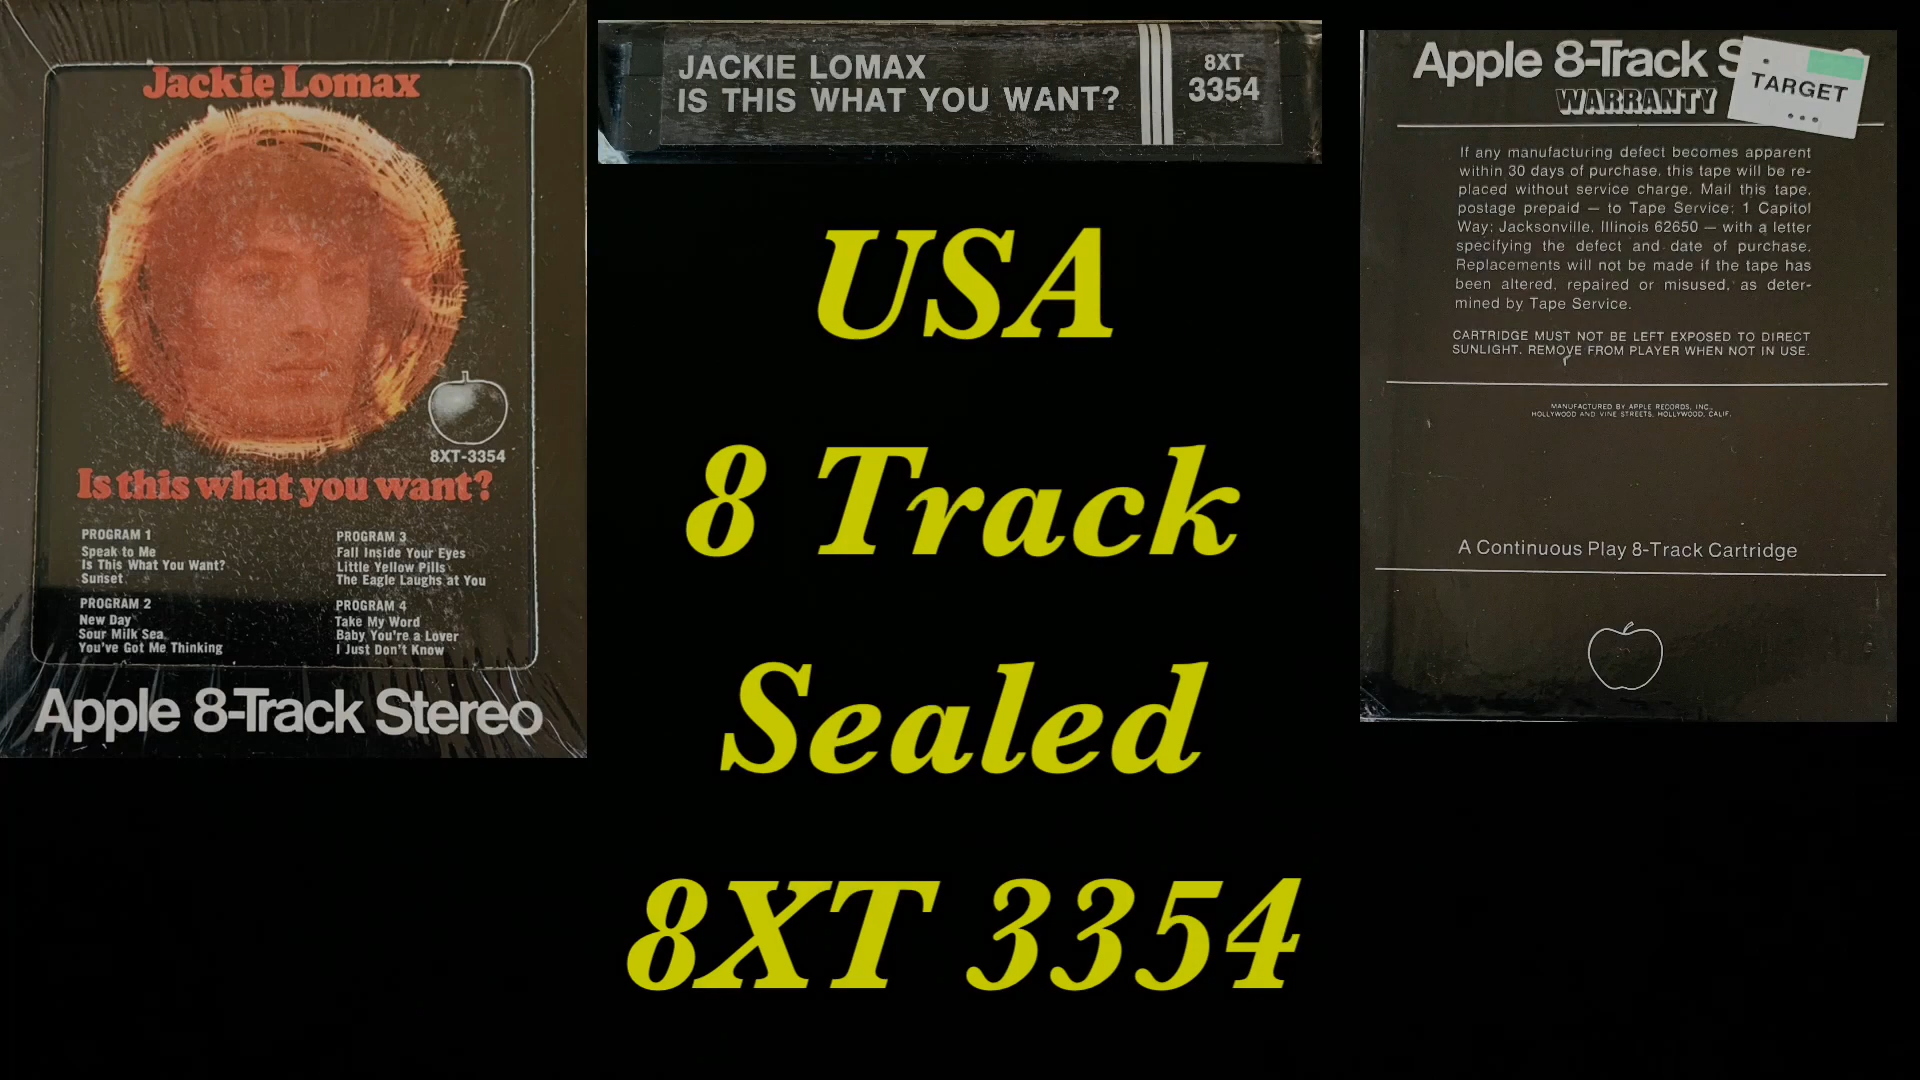 Jackie Lomax
8XT-3354
Is this what you want?
PROGRAM 1
Speak to Me
Is This What You Want?
Sunset
PROGRAM 2
New Day
Sour Milk Sea
You've Got Me Thinking
PROGRAM 3
Fall Inside Your Eyes
Little Yellow Pills
The Eagle Laughs at You
PROGRAM 4
Take My Word
Baby You're a Lover
I Just Don't Know
Apple 8-Track Stereo
JACKIE LOMAX
IS THIS WHAT YOU WANT?
8XT
3354
USA
8 Track
Sealed
8XT 3354
Apple 8-Track S
WARRANTY
TARGET
If any manufacturing defect becomes apparent
within 30 days of purchase, this tape will be re-
placed without service charge. Mail this tape,
postage prepaid — to Tape Service; 1 Capitol
Way; Jacksonville, Illinois 62650 — with a letter
specifying the defect and date of purchase.
Replacements will not be made if the tape has
been altered, repaired or misused, as deter-
mined by Tape Service.
CARTRIDGE MUST NOT BE LEFT EXPOSED TO DIRECT
SUNLIGHT. REMOVE FROM PLAYER WHEN NOT IN USE.
MANUFACTURED BY APPLE RECORDS, INC.,
HOLLYWOOD AND VINE STREETS, HOLLYWOOD, CALIF.
A Continuous Play 8-Track Cartridge